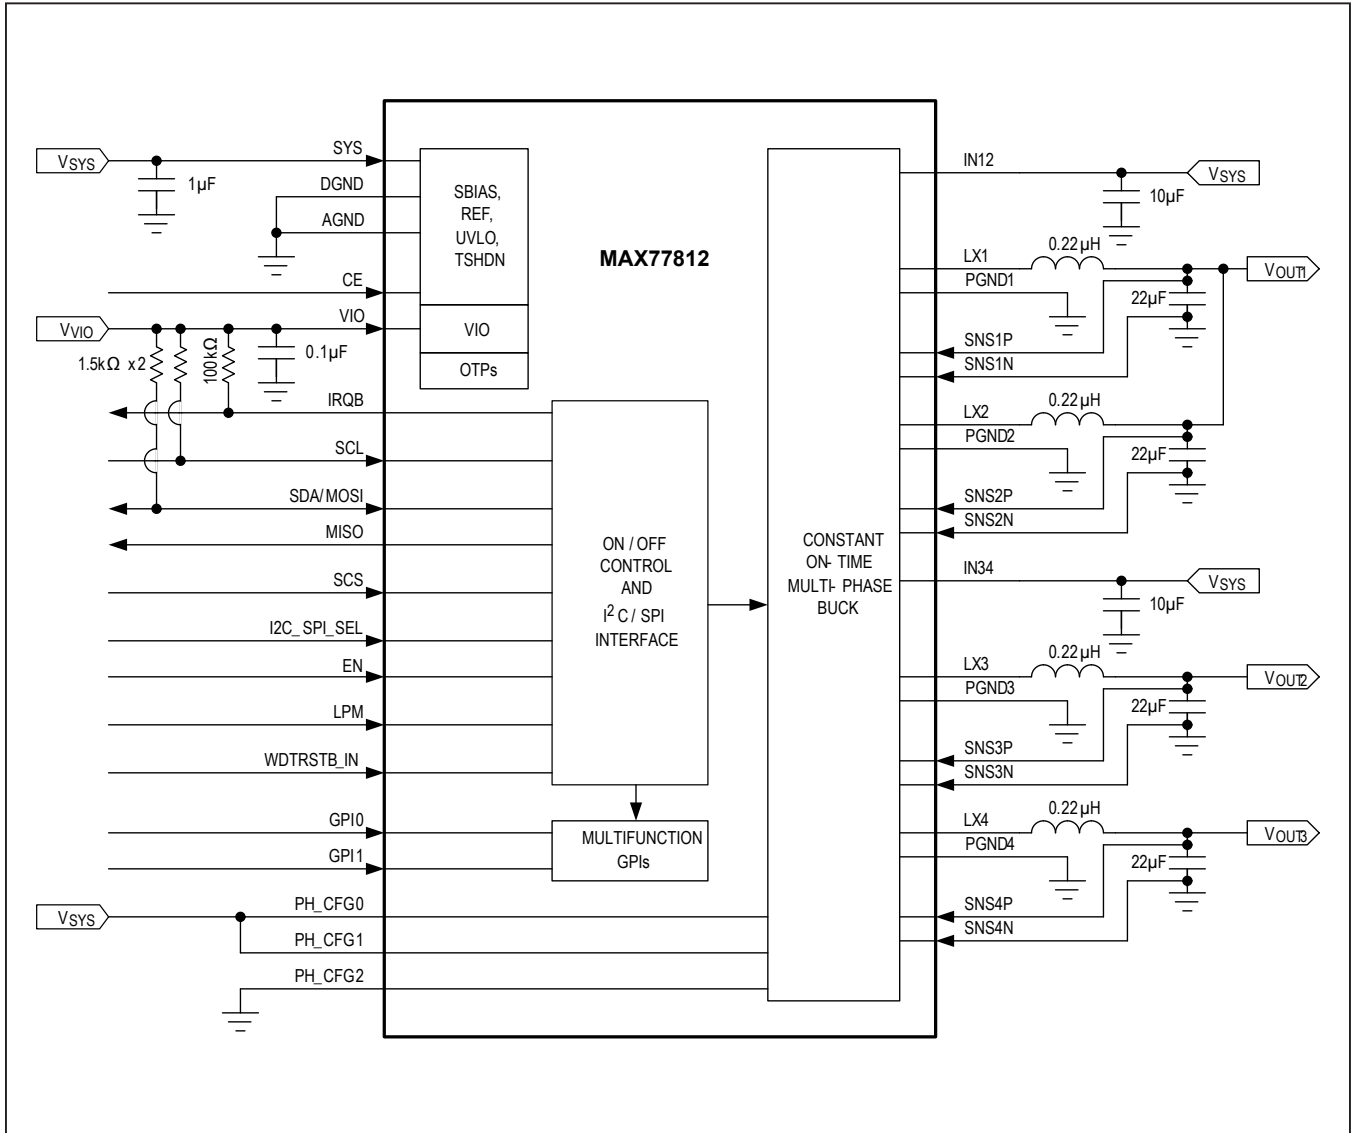 VSYS
1µF
SYS
DGND
AGND
CE
VVIO
VIO
1.5kΩ x2
100kΩ
0.1µF
IRQB
SCL
SDA/MOSI
MISO
SCS
I2C_SPI_SEL
EN
LPM
WDTRSTB_IN
GPI0
GPI1
VSYS
PH_CFG0
PH_CFG1
PH_CFG2
SBIAS,
REF,
UVLO,
TSHDN
VIO
OTPs
MAX77812
ON/OFF
CONTROL
AND
I2C/SPI
INTERFACE
MULTIFUNCTION
GPIs
CONSTANT
ON-TIME
MULTI-PHASE
BUCK
IN12
VSYS
10µF
LX1
0.22µH
VOUT1
PGND1
22µF
SNS1P
SNS1N
LX2
0.22µH
PGND2
22µF
SNS2P
SNS2N
IN34
VSYS
10µF
LX3
0.22µH
VOUT2
PGND3
22µF
SNS3P
SNS3N
LX4
0.22µH
VOUT3
PGND4
22µF
SNS4P
SNS4N